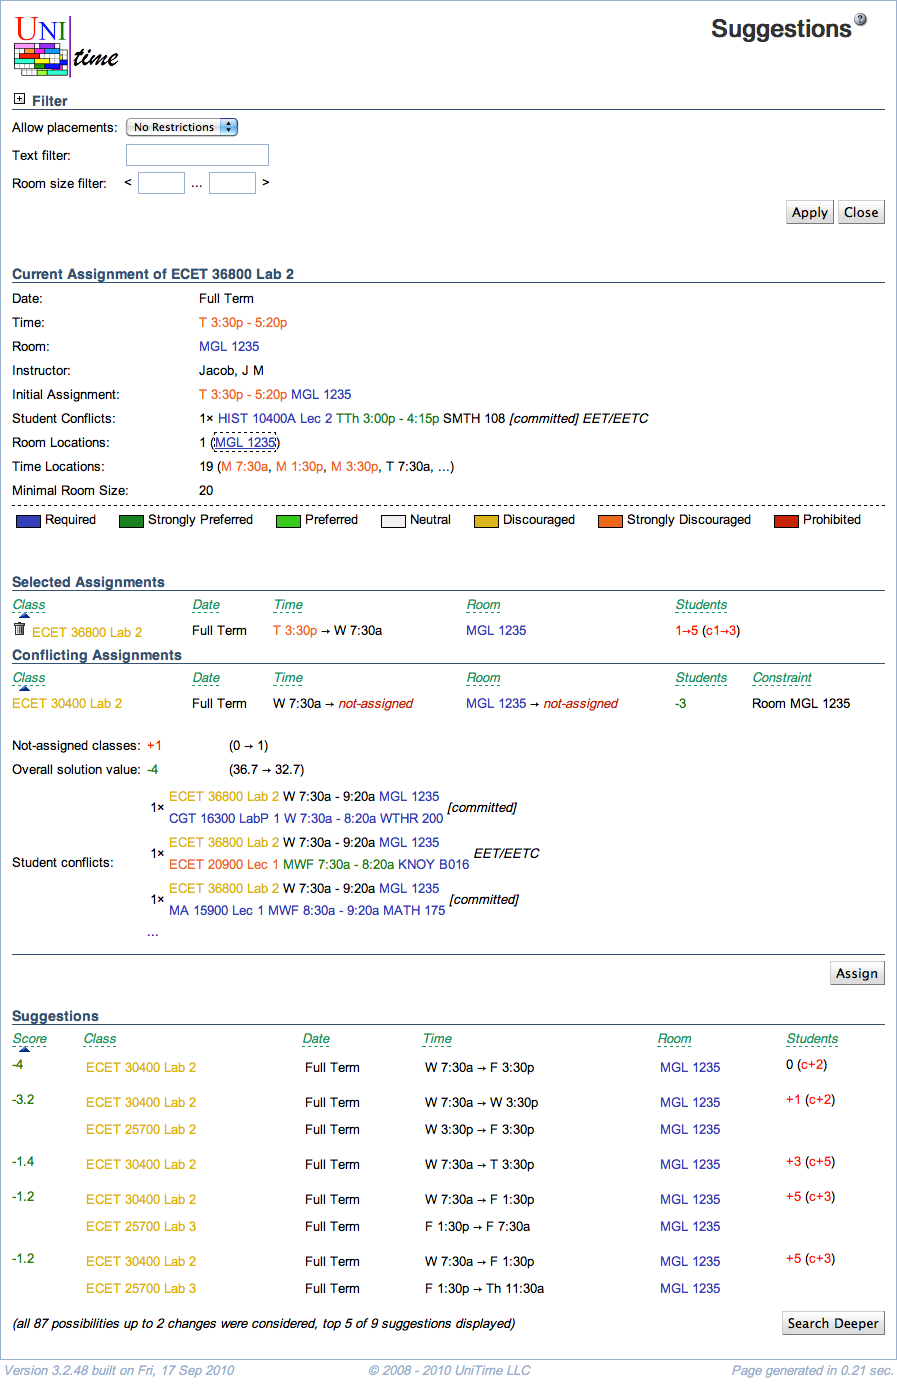 UNI
time
Suggestions ?
Filter
Allow placements: No Restrictions
Text filter:
Room size filter: < ... >
Apply Close
Current Assignment of ECET 36800 Lab 2
Date: Full Term
Time: T 3:30p - 5:20p
Room: MGL 1235
Instructor: Jacob, J M
Initial Assignment: T 3:30p - 5:20p MGL 1235
Student Conflicts: 1× HIST 10400A Lec 2 TTh 3:00p - 4:15p SMTH 108 [committed] EET/EETC
Room Locations: 1 (MGL 1235)
Time Locations: 19 (M 7:30a, M 1:30p, M 3:30p, T 7:30a, ...)
Minimal Room Size: 20
Required Strongly Preferred Preferred Neutral Discouraged Strongly Discouraged Prohibited
Selected Assignments
Class Date Time Room Students
ECET 36800 Lab 2 Full Term T 3:30p → W 7:30a MGL 1235 1→5 (c1→3)
Conflicting Assignments
Class Date Time Room Students Constraint
ECET 30400 Lab 2 Full Term W 7:30a → not-assigned MGL 1235 → not-assigned -3 Room MGL 1235
Not-assigned classes: +1 (0 → 1)
Overall solution value: -4 (36.7 → 32.7)
Student conflicts:
1× ECET 36800 Lab 2 W 7:30a - 9:20a MGL 1235
CGT 16300 LabP 1 W 7:30a - 8:20a WTHR 200 [committed]
1× ECET 36800 Lab 2 W 7:30a - 9:20a MGL 1235
ECET 20900 Lec 1 MWF 7:30a - 8:20a KNOY B016 EET/EETC
1× ECET 36800 Lab 2 W 7:30a - 9:20a MGL 1235
MA 15900 Lec 1 MWF 8:30a - 9:20a MATH 175 [committed]
...
Assign
Suggestions
Score Class Date Time Room Students
-4 ECET 30400 Lab 2 Full Term W 7:30a → F 3:30p MGL 1235 0 (c+2)
-3.2 ECET 30400 Lab 2 Full Term W 7:30a → W 3:30p MGL 1235 +1 (c+2)
ECET 25700 Lab 2 Full Term W 3:30p → F 3:30p MGL 1235
-1.4 ECET 30400 Lab 2 Full Term W 7:30a → T 3:30p MGL 1235 +3 (c+5)
-1.2 ECET 30400 Lab 2 Full Term W 7:30a → F 1:30p MGL 1235 +5 (c+3)
ECET 25700 Lab 3 Full Term F 1:30p → F 7:30a MGL 1235
-1.2 ECET 30400 Lab 2 Full Term W 7:30a → F 1:30p MGL 1235 +5 (c+3)
ECET 25700 Lab 3 Full Term F 1:30p → Th 11:30a MGL 1235
(all 87 possibilities up to 2 changes were considered, top 5 of 9 suggestions displayed) Search Deeper
Version 3.2.48 built on Fri, 17 Sep 2010 © 2008 - 2010 UniTime LLC Page generated in 0.21 sec.